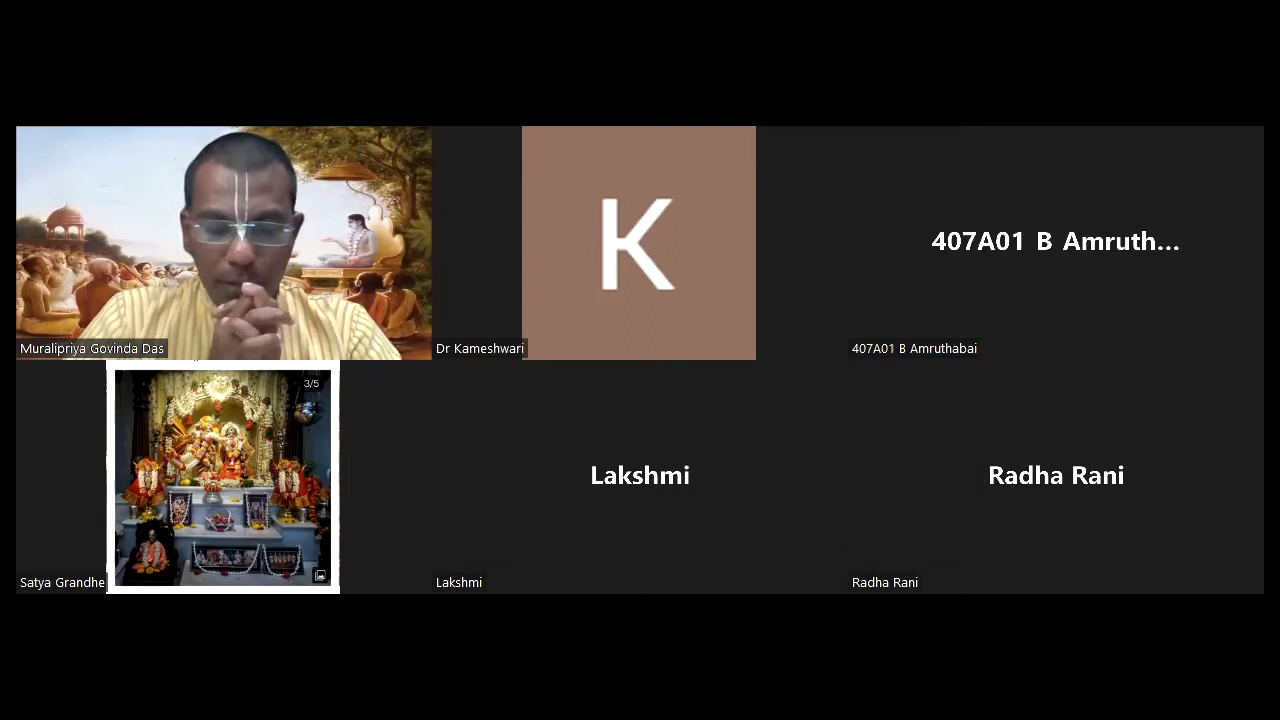 K
407A01 B Amruth...
Muralipriya Govinda Das
Dr Kameshwari
407A01 B Amruthabai
3/5
Lakshmi
Radha Rani
Satya Grandhe
Lakshmi
Radha Rani